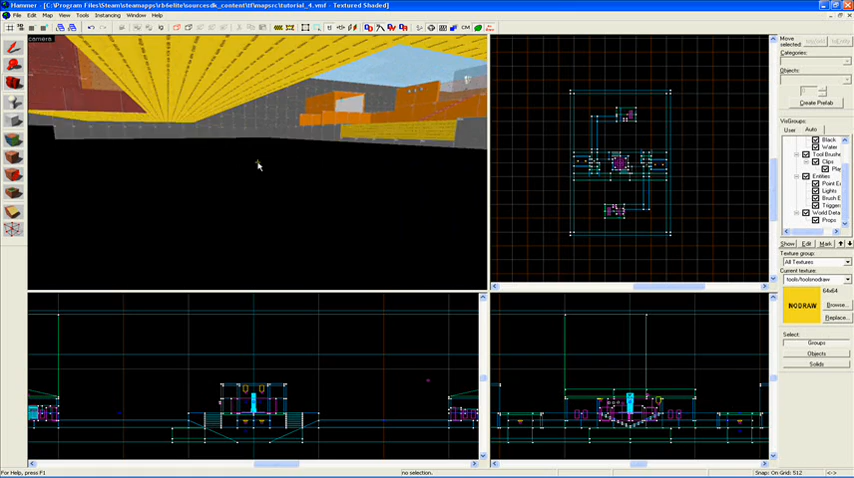 Hammer - [C:\Program Files\Steam\steamapps\rb6elite\sourcesdk_content\tf\mapsrc\tutorial_4.vmf - Textured Shaded]
File Edit Map View Tools Instancing Window Help
camera
Move
selected:
Categories:
Objects:
Create Prefab
VisGroups:
User Auto
Black
Water
Tool Brushe
Clips
Play
Entities
Point E
Lights
Brush E
Triggers
World Deta
Props
Show Edit Mark
Texture group:
All Textures
Current texture:
tools/toolsnodraw
64x64
NODRAW
Browse...
Replace...
Select:
Groups
Objects
Solids
For Help, press F1
no selection.
Snap: On Grid: 512